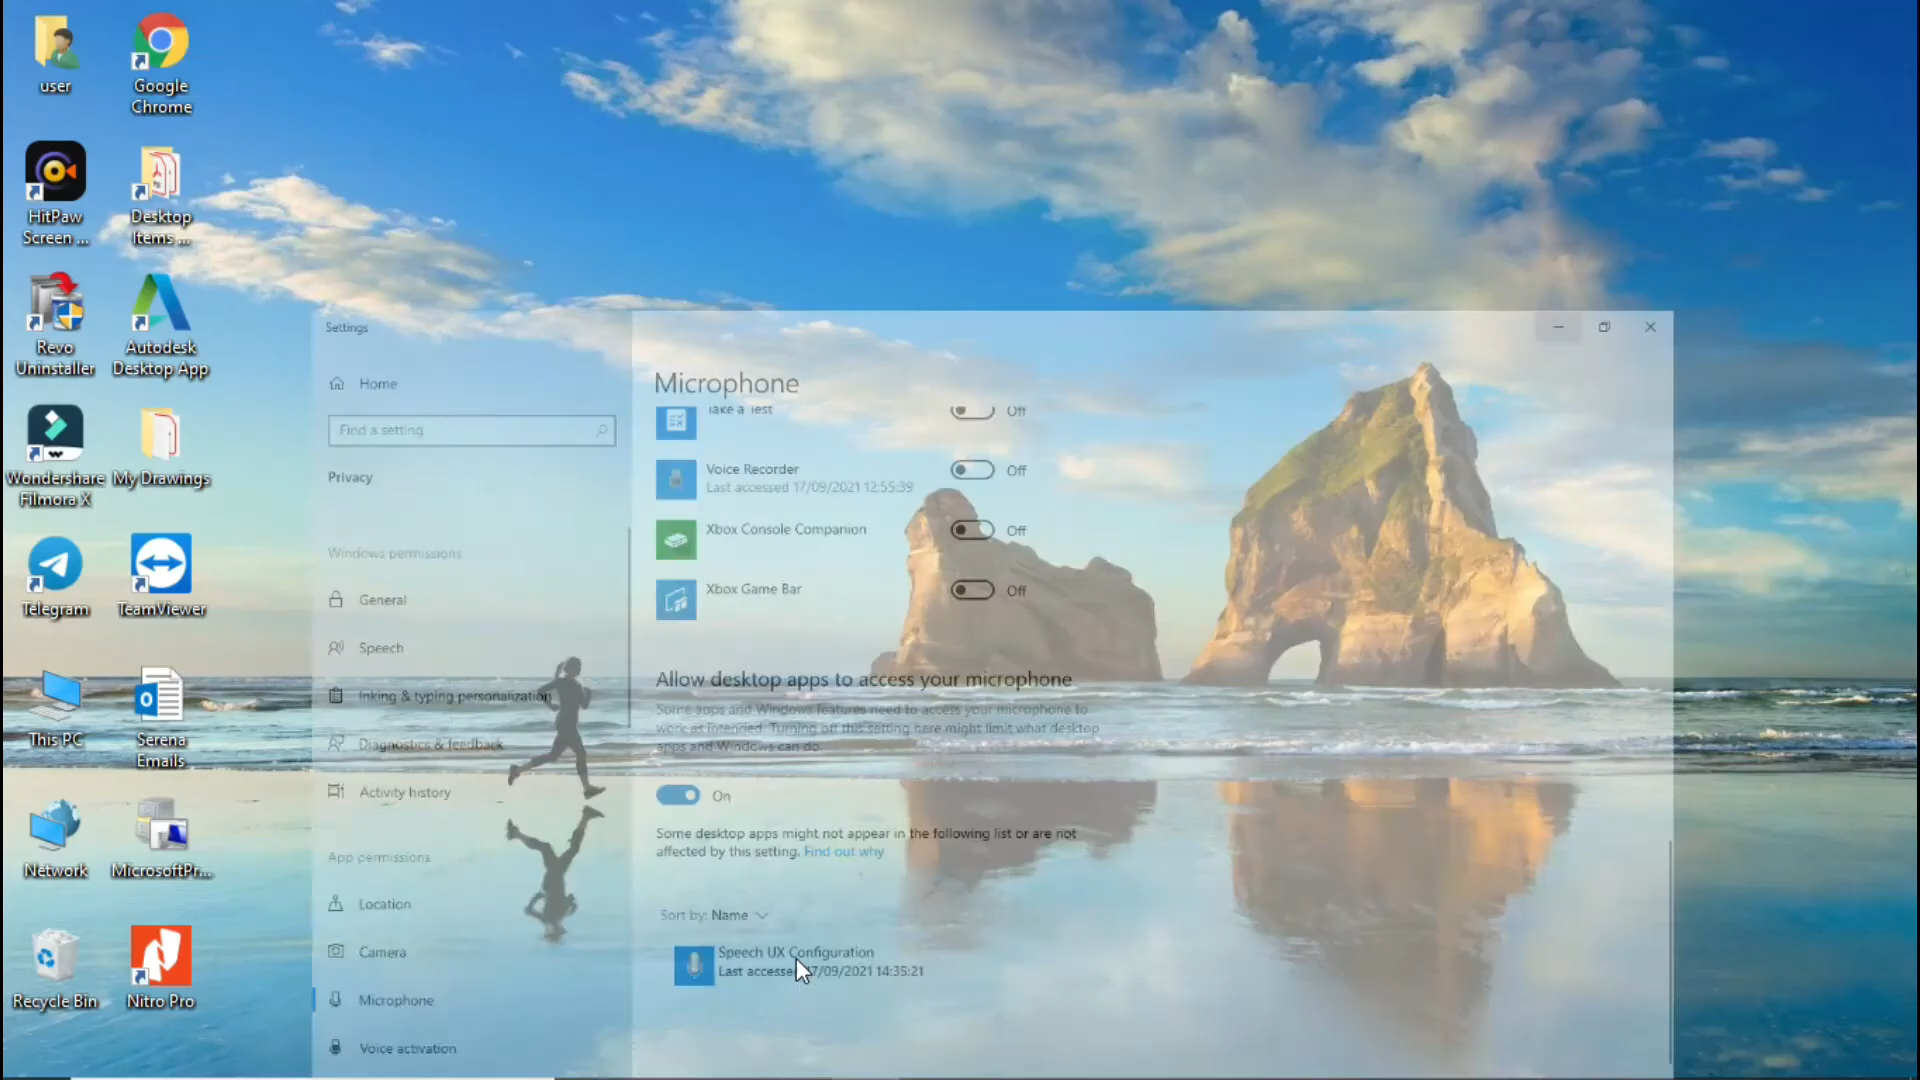 user
Google
Chrome
HitPaw
Screen ...
Desktop
Items ...
Revo
Uninstaller
Autodesk
Desktop App
Wondershare
Filmora X
My Drawings
Telegram
TeamViewer
This PC
Serena
Emails
Network
MicrosoftPr...
Recycle Bin
Nitro Pro
Settings
Home
Find a setting
Privacy
Windows permissions
General
Speech
Inking & typing personalization
Diagnostics & feedback
Activity history
App permissions
Location
Camera
Microphone
Voice activation
Microphone
Take a Test
Off
Voice Recorder
Off
Last accessed 17/09/2021 12:55:39
Xbox Console Companion
Off
Xbox Game Bar
Off
Allow desktop apps to access your microphone
Some apps and Windows features need to access your microphone to
work as intended. Turning off this setting here might limit what desktop
apps and Windows can do.
On
Some desktop apps might not appear in the following list or are not
affected by this setting. Find out why
Sort by: Name
Speech UX Configuration
Last accessed 17/09/2021 14:35:21